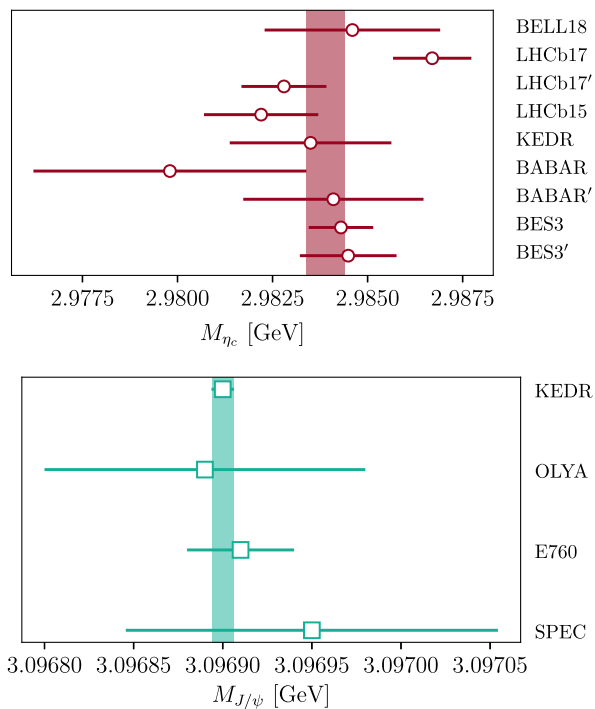 BELL18
LHCb17
LHCb17′
LHCb15
KEDR
BABAR
BABAR′
BES3
BES3′
2.9775 2.9800 2.9825 2.9850 2.9875
M_{η_c} [GeV]
KEDR
OLYA
E760
SPEC
3.09680 3.09685 3.09690 3.09695 3.09700 3.09705
M_{J/ψ} [GeV]